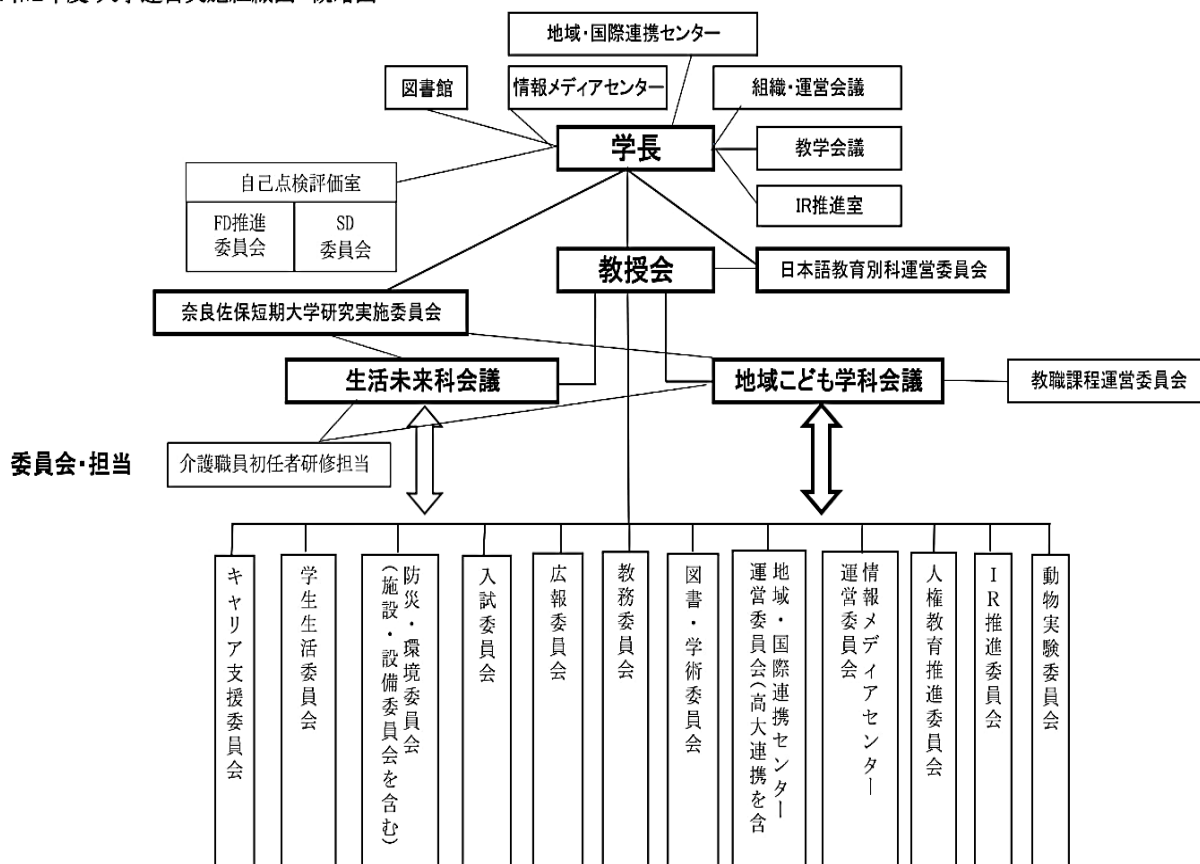 地域・国際連携センター
図書館
情報メディアセンター
組織・運営会議
学長
教学会議
自己点検評価室
IR推進室
FD推進
委員会
SD
委員会
教授会
日本語教育別科運営委員会
奈良佐保短期大学研究実施委員会
生活未来科会議
地域こども学科会議
教職課程運営委員会
委員会・担当
介護職員初任者研修担当
キャリア支援委員会
学生生活委員会
防災・環境委員会
(施設・設備委員会を含む)
入試委員会
広報委員会
教務委員会
図書・学術委員会
地域・国際連携センター
運営委員会(高大連携を含
情報メディアセンター
運営委員会
人権教育推進委員会
IR推進委員会
動物実験委員会